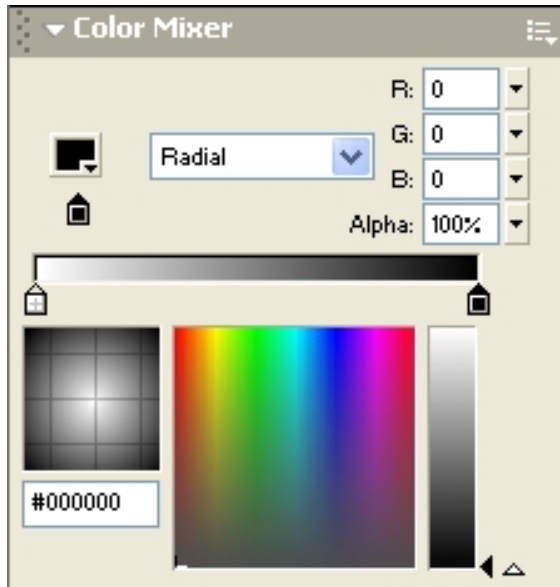 Color Mixer
R: 0
Radial
G: 0
B: 0
Alpha: 100%
#000000